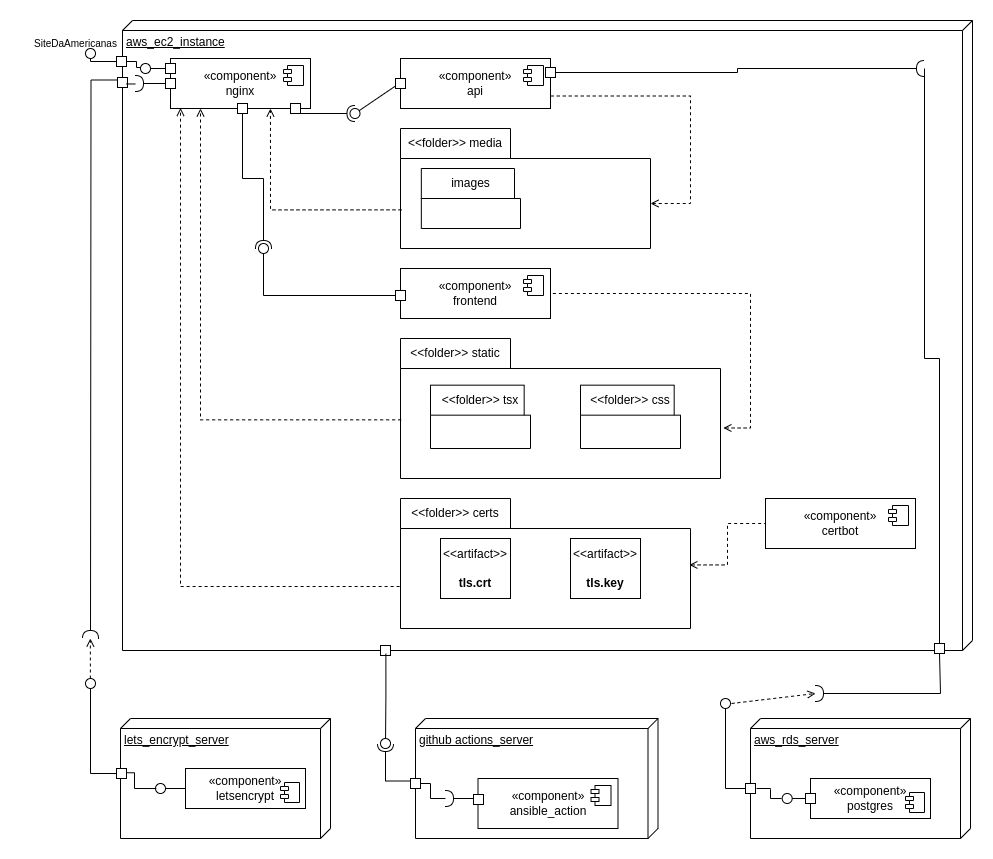 SiteDaAmericanas
aws_ec2_instance
«component»
nginx
«component»
api
<<folder>> media
images
«component»
frontend
<<folder>> static
<<folder>> tsx
<<folder>> css
<<folder>> certs
<<artifact>>
tls.crt
<<artifact>>
tls.key
«component»
certbot
lets_encrypt_server
«component»
letsencrypt
github actions_server
«component»
ansible_action
aws_rds_server
«component»
postgres